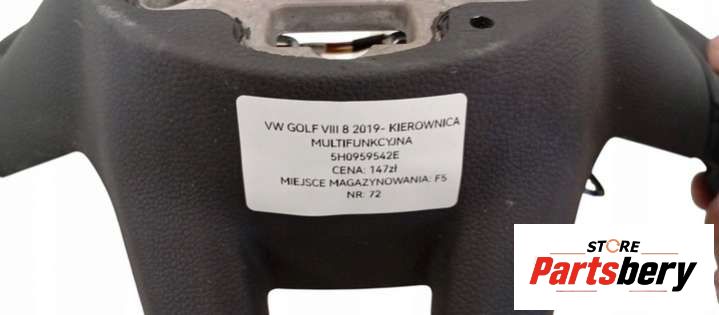 VW GOLF VIII 8 2019- KIEROWNICA
MULTIFUNKCYJNA
5H0959542E
CENA: 147zł
MIEJSCE MAGAZYNOWANIA: F5
NR: 72
STORE
Partsbery